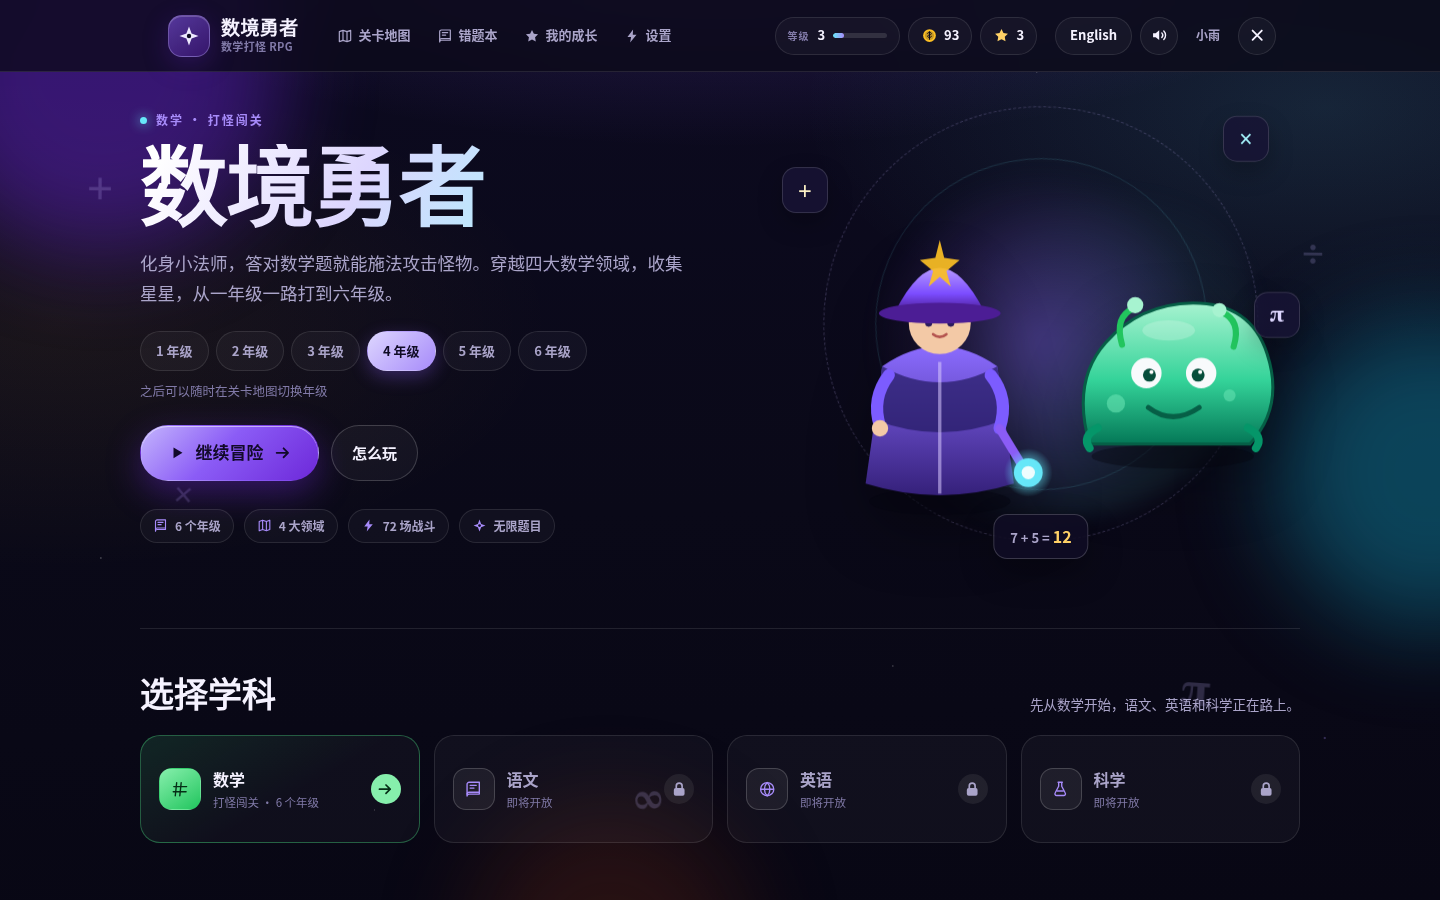 数境勇者
数学打怪 RPG
关卡地图
错题本
我的成长
设置
等级 3
93
3
English
小雨
数学 · 打怪闯关
数境勇者
化身小法师，答对数学题就能施法攻击怪物。穿越四大数学领域，收集
星星，从一年级一路打到六年级。
1 年级
2 年级
3 年级
4 年级
5 年级
6 年级
之后可以随时在关卡地图切换年级
继续冒险
怎么玩
6 个年级
4 大领域
72 场战斗
无限题目
+
×
÷
π
7 + 5 = 12
选择学科
先从数学开始，语文、英语和科学正在路上。
数学
打怪闯关 · 6 个年级
语文
即将开放
∞
英语
即将开放
科学
即将开放